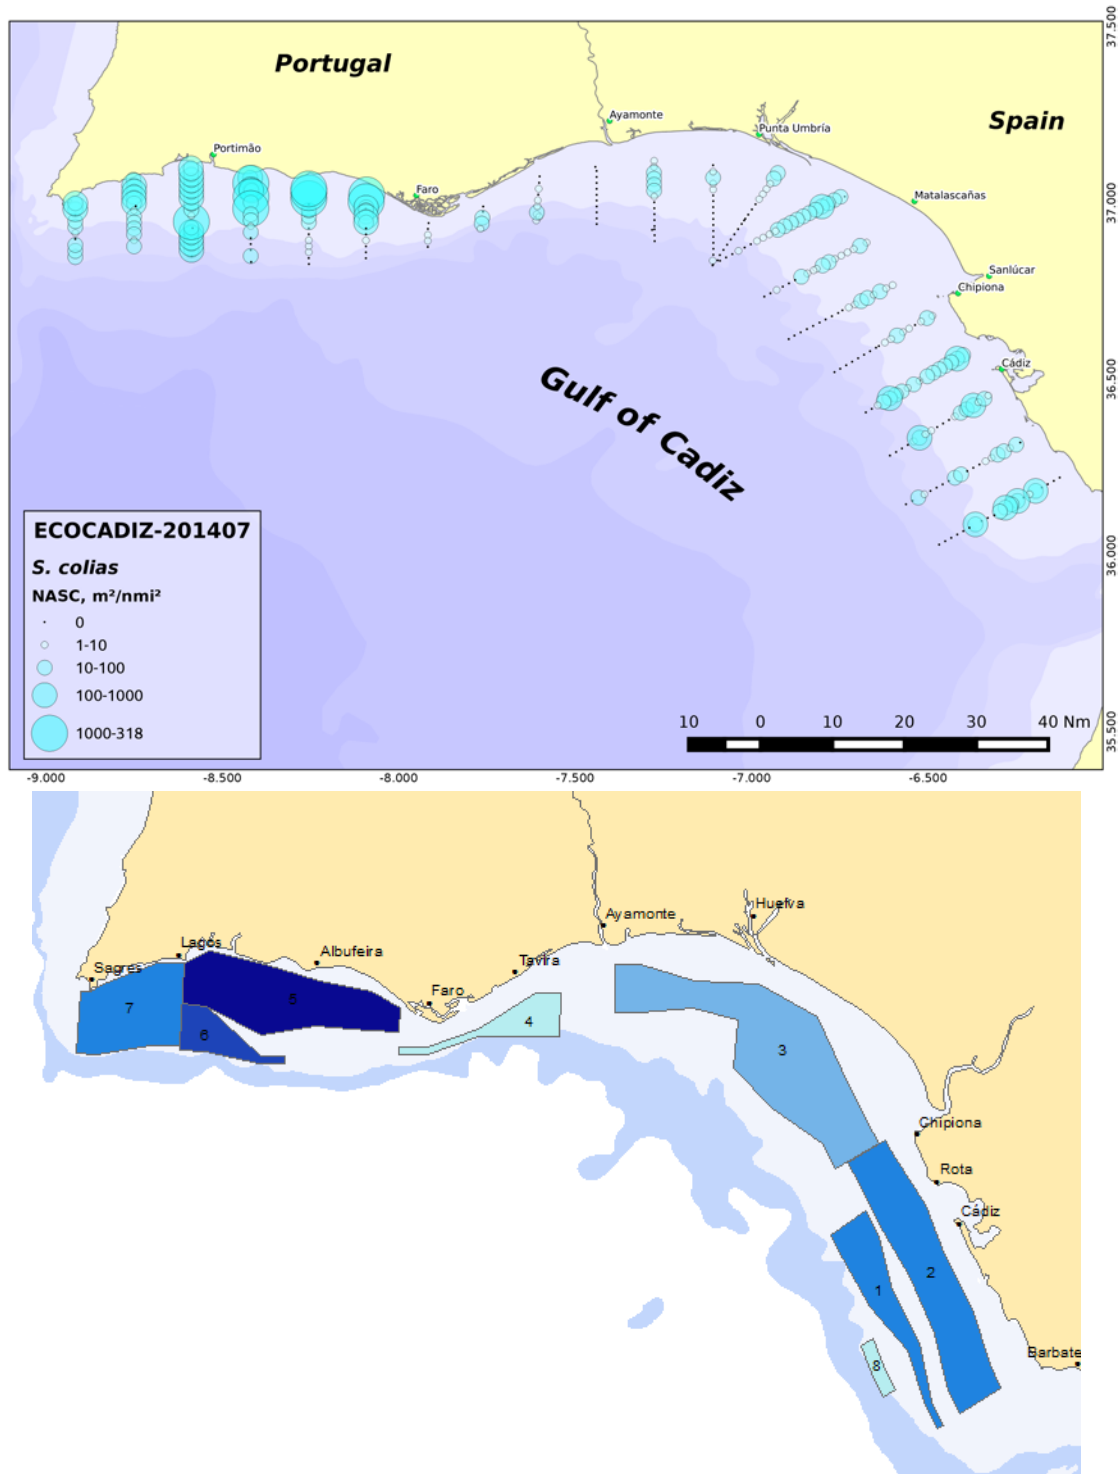 Portugal
Spain
Ayamonte
Punta Umbría
Portimão
Faro
Matalascañas
Sanlúcar
Chipiona
Cádiz
Gulf of Cadiz
ECOCADIZ-201407
S. colias
NASC, m²/nmi²
0
1-10
10-100
100-1000
1000-318
10 0 10 20 30 40 Nm
37.500
37.000
36.500
36.000
35.500
-9.000 -8.500 -8.000 -7.500 -7.000 -6.500
Huelva
Ayamonte
Lagos
Albufeira
Sagres
Tavira
Faro
7
5
6
4
3
Chipiona
Rota
Cádiz
2
1
Barbate
8